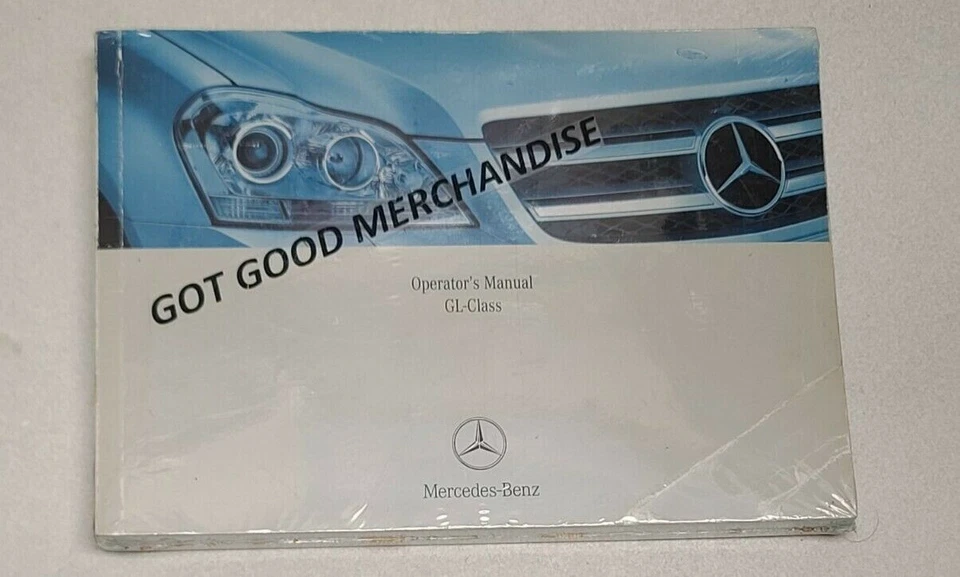 GOT GOOD MERCHANDISE
Operator's Manual
GL-Class
Mercedes-Benz